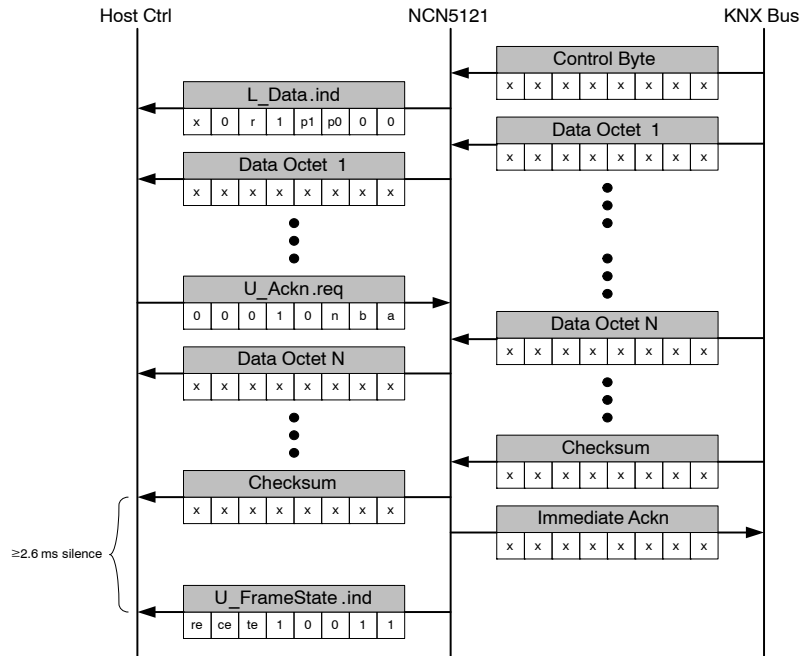 Host Ctrl NCN5121 KNX Bus
Control Byte
x x x x x x x x
L_Data.ind
x 0 r 1 p1 p0 0 0
Data Octet 1
x x x x x x x x
Data Octet 1
x x x x x x x x
U_Ackn.req
0 0 0 1 0 n b a
Data Octet N
x x x x x x x x
Data Octet N
x x x x x x x x
Checksum
x x x x x x x x
Checksum
x x x x x x x x
Immediate Ackn
x x x x x x x x
≥2.6 ms silence
U_FrameState.ind
re ce te 1 0 0 1 1